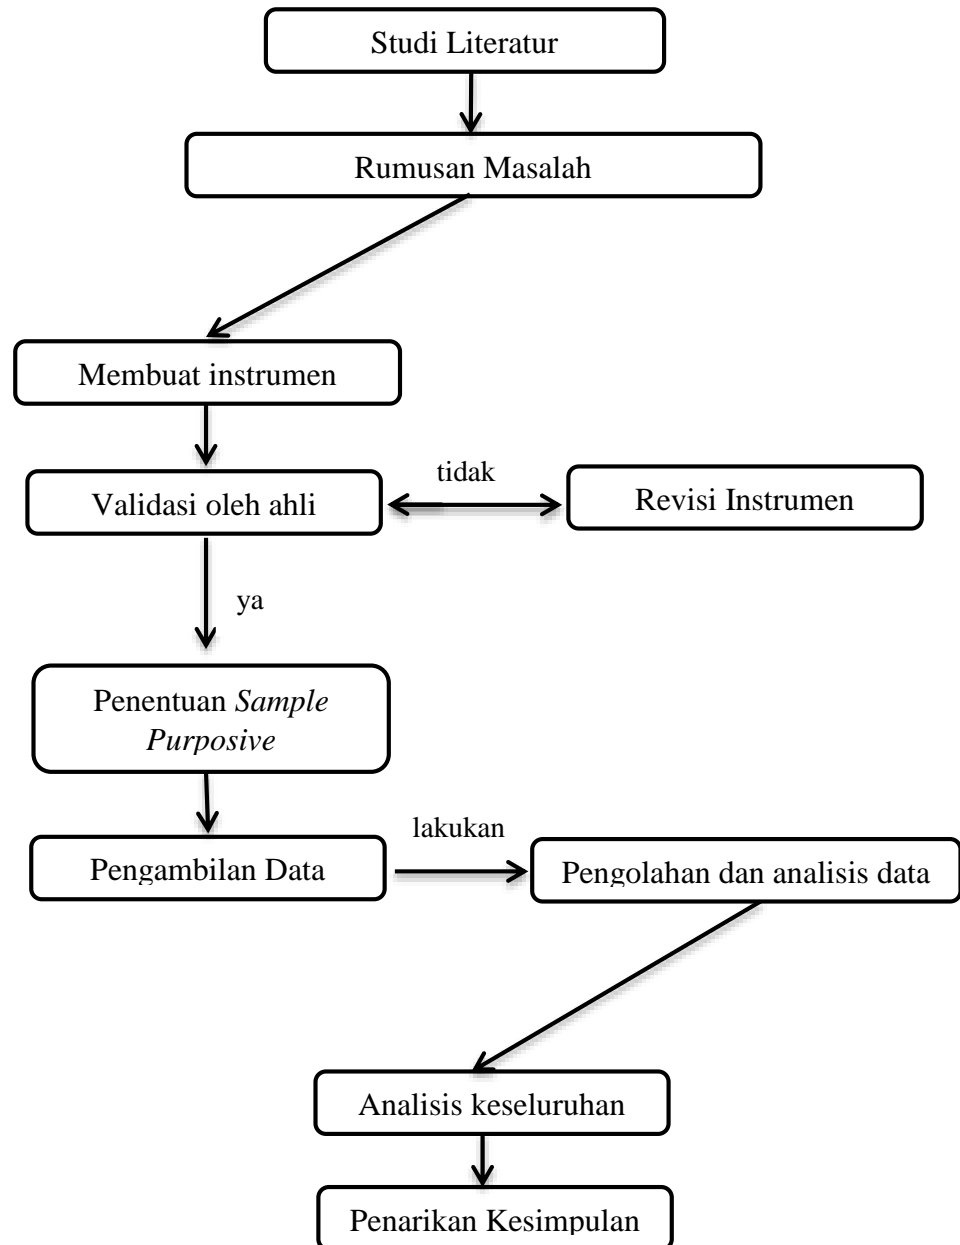 Studi Literatur
Rumusan Masalah
Membuat instrumen
Validasi oleh ahli
tidak
Revisi Instrumen
ya
Penentuan Sample
Purposive
Pengambilan Data
lakukan
Pengolahan dan analisis data
Analisis keseluruhan
Penarikan Kesimpulan